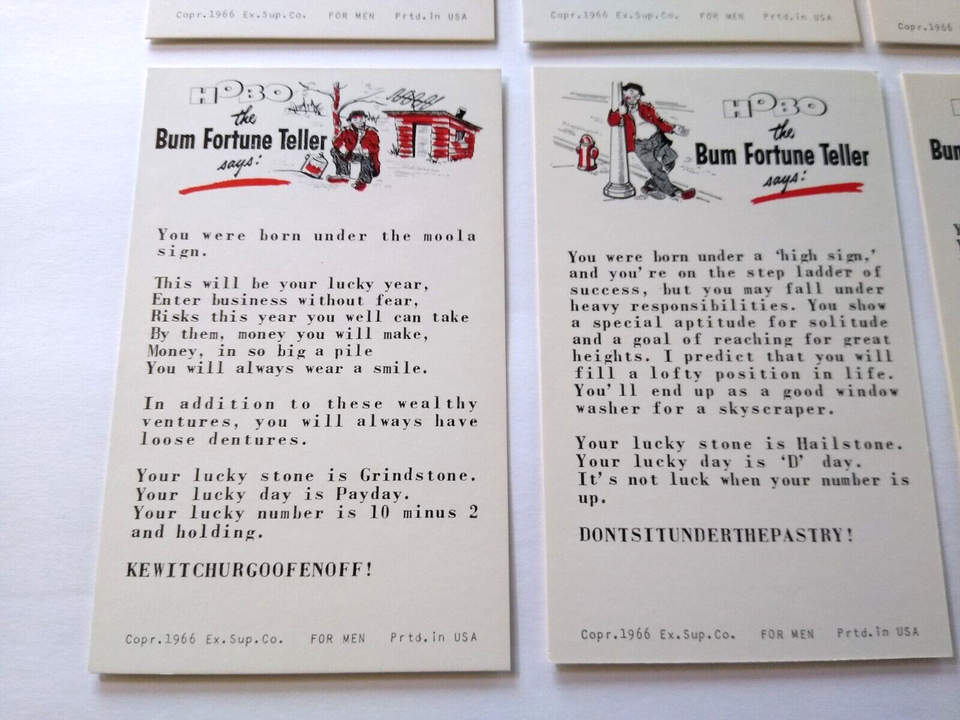 Copr.1966 Ex.Sup.Co. FOR MEN Prtd.in USA
Copr.1966 Ex.Sup.Co. FOR MEN Prtd.in USA
Copr.1966
HOBO
the
Bum Fortune Teller
says:
You were born under the moola
sign.
This will be your lucky year,
Enter business without fear,
Risks this year you well can take
By them, money you will make,
Money, in so big a pile
You will always wear a smile.
In addition to these wealthy
ventures, you will always have
loose dentures.
Your lucky stone is Grindstone.
Your lucky day is Payday.
Your lucky number is 10 minus 2
and holding.
KEWITCHURGOOFENOFF!
Copr.1966 Ex.Sup.Co. FOR MEN Prtd.in USA
HOBO
the
Bum Fortune Teller
says:
You were born under a 'high sign,'
and you're on the step ladder of
success, but you may fall under
heavy responsibilities. You show
a special aptitude for solitude
and a goal of reaching for great
heights. I predict that you will
fill a lofty position in life.
You'll end up as a good window
washer for a skyscraper.
Your lucky stone is Hailstone.
Your lucky day is 'D' day.
It's not luck when your number is
up.
DONTSITUNDERTHEPASTRY!
Copr.1966 Ex.Sup.Co. FOR MEN Prtd.in USA
Bum